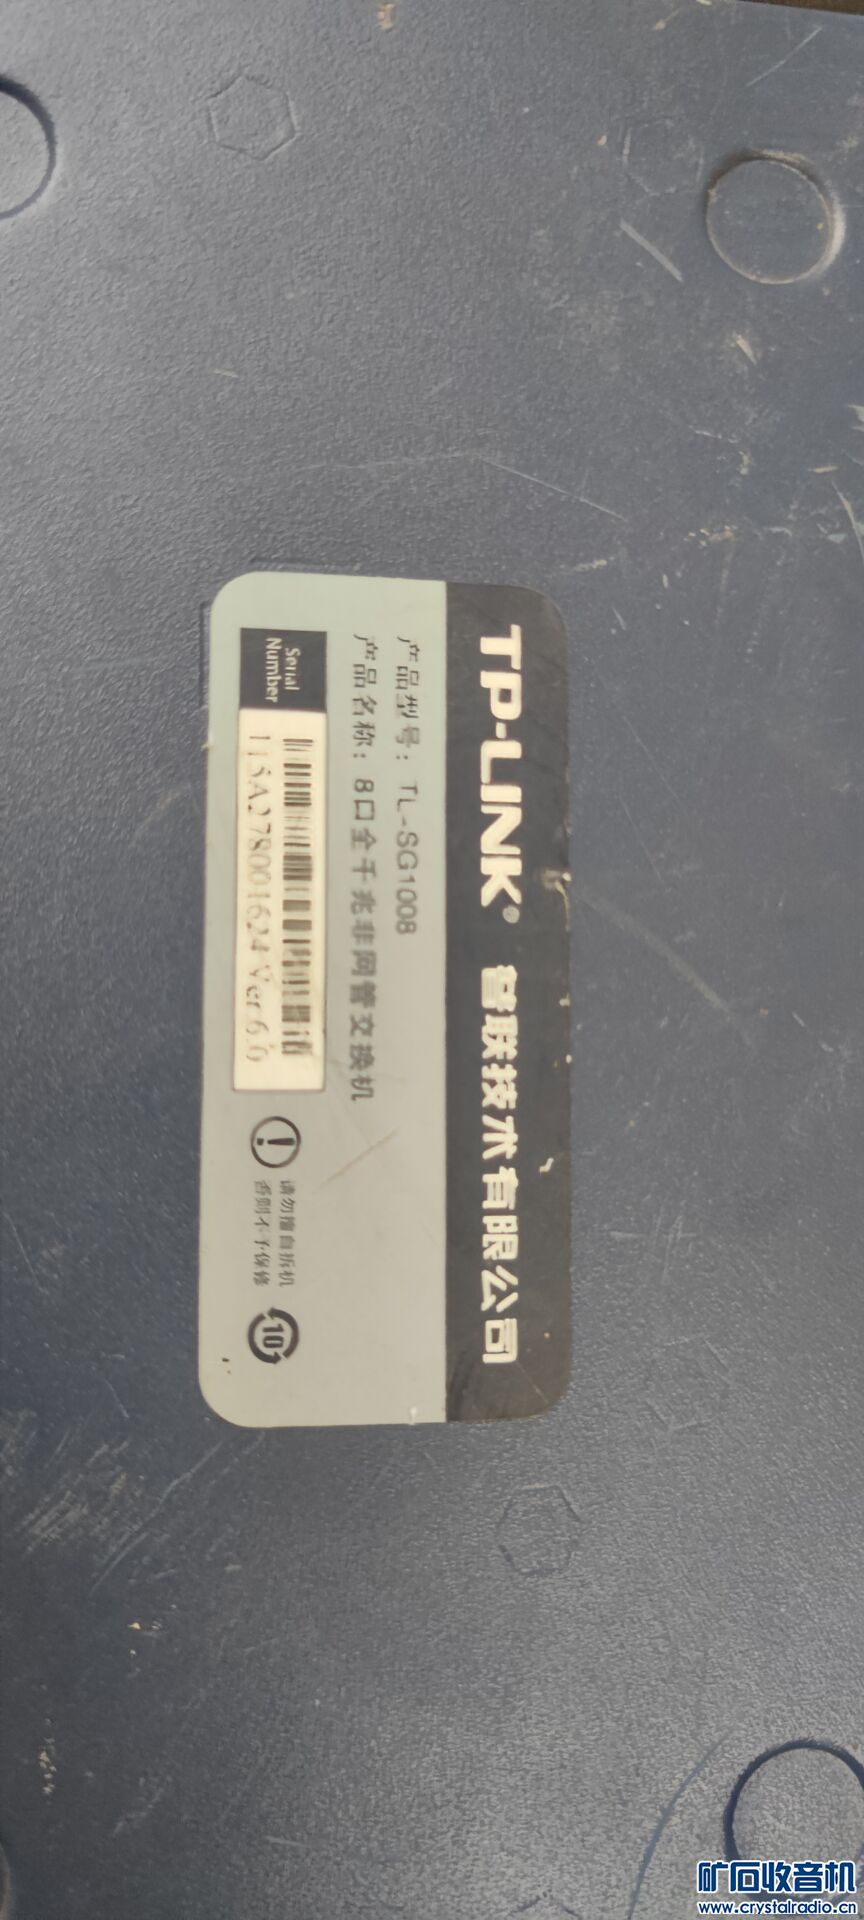 TP-LINK® 普联技术有限公司
产品型号：TL-SG1008
产品名称：8口全千兆非网管交换机
Serial
Number
115A278001624 Ver 6.0
请勿擅自拆机
否则不予保修
10
矿石收音机
www.crystalradio.cn